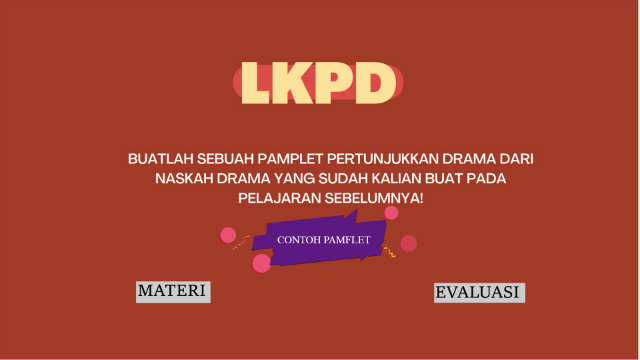 LKPD
BUATLAH SEBUAH PAMPLET PERTUNJUKKAN DRAMA DARI
NASKAH DRAMA YANG SUDAH KALIAN BUAT PADA
PELAJARAN SEBELUMNYA!
CONTOH PAMFLET
MATERI
EVALUASI